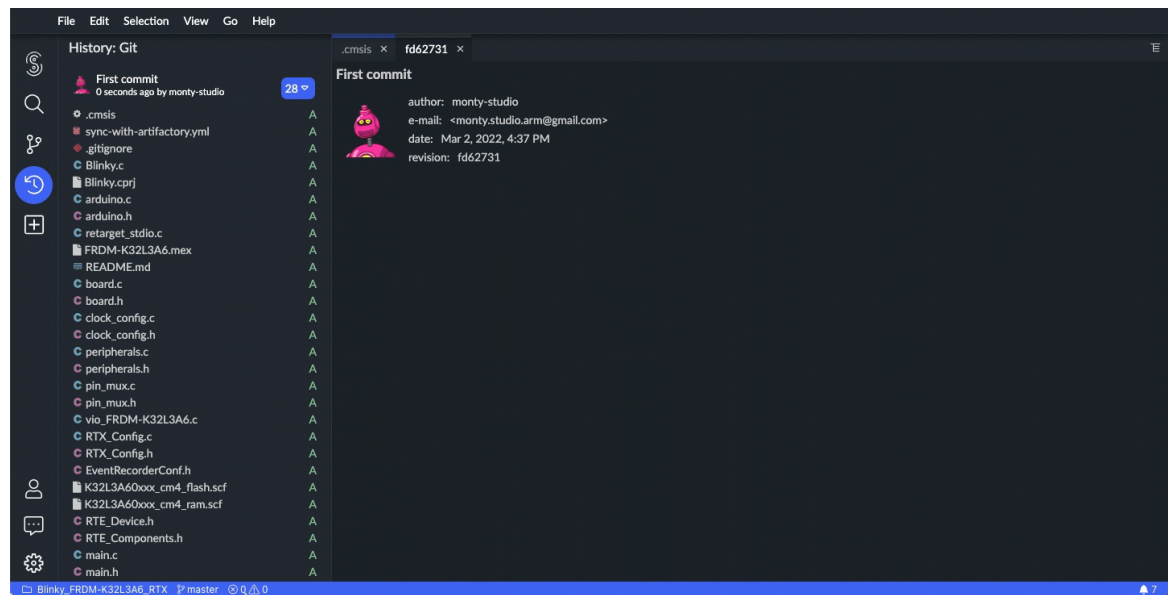 File Edit Selection View Go Help
History: Git
First commit
0 seconds ago by monty-studio
28
.cmsis A
sync-with-artifactory.yml A
.gitignore A
Blinky.c A
Blinky.cprj A
arduino.c A
arduino.h A
retarget_stdio.c A
FRDM-K32L3A6.mex A
README.md A
board.c A
board.h A
clock_config.c A
clock_config.h A
peripherals.c A
peripherals.h A
pin_mux.c A
pin_mux.h A
vio_FRDM-K32L3A6.c A
RTX_Config.c A
RTX_Config.h A
EventRecorderConf.h A
K32L3A60xxx_cm4_flash.scf A
K32L3A60xxx_cm4_ram.scf A
RTE_Device.h A
RTE_Components.h A
main.c A
main.h A
.cmsis × fd62731 ×
First commit
author: monty-studio
e-mail: <monty.studio.arm@gmail.com>
date: Mar 2, 2022, 4:37 PM
revision: fd62731
Blinky_FRDM-K32L3A6_RTX master 0 0 7